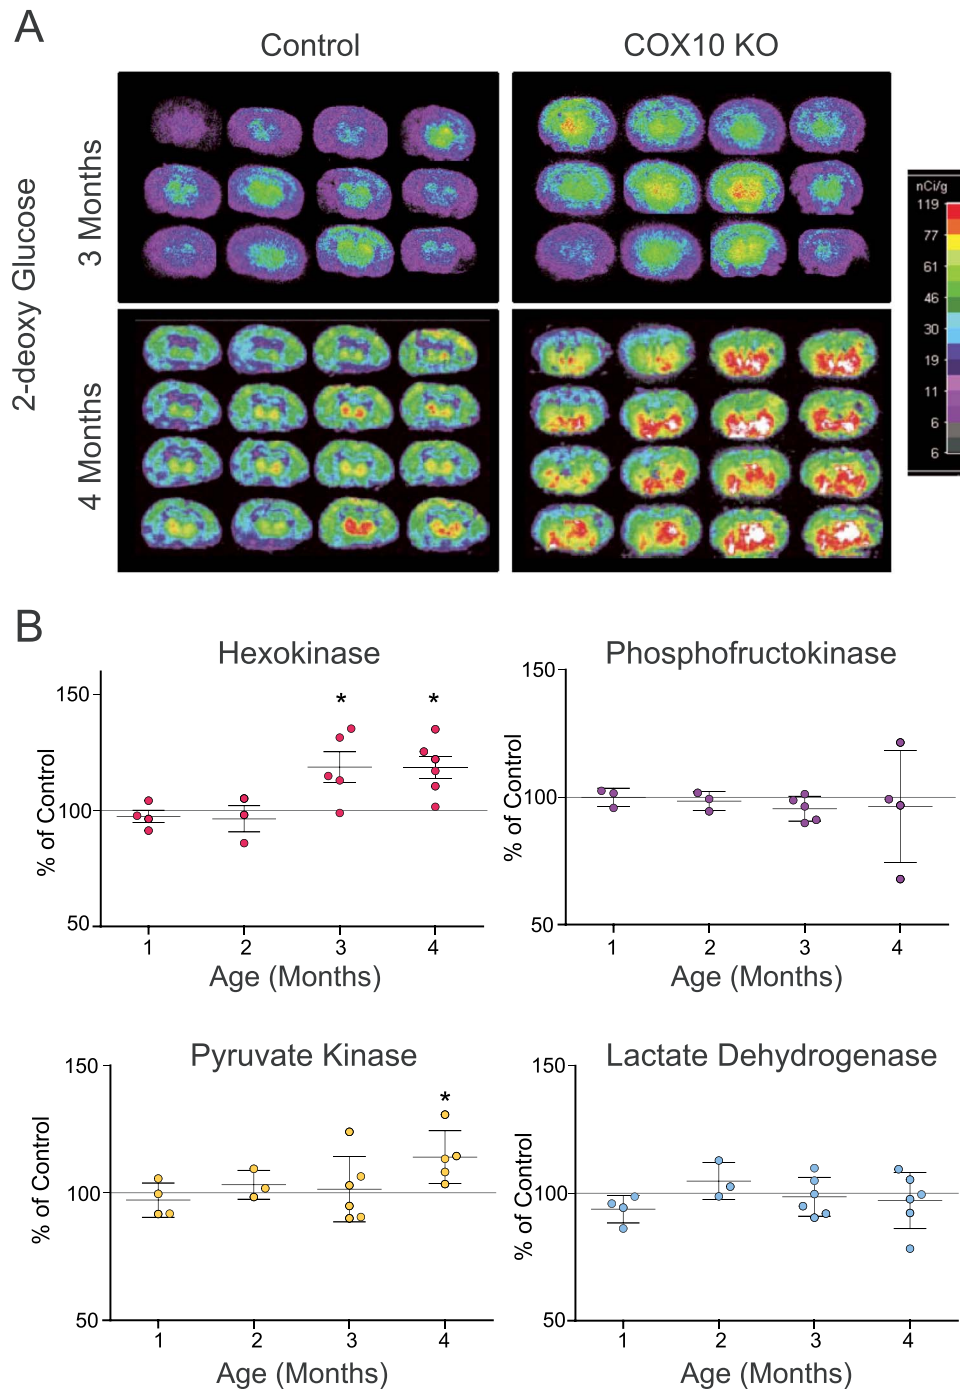 A
Control
COX10 KO
2-deoxy Glucose
3 Months
4 Months
nCi/g
119
77
61
46
30
19
11
6
6
B
Hexokinase
% of Control
150
100
50
*
*
1 2 3 4
Age (Months)
Phosphofructokinase
% of Control
150
100
50
1 2 3 4
Age (Months)
Pyruvate Kinase
% of Control
150
100
50
*
1 2 3 4
Age (Months)
Lactate Dehydrogenase
% of Control
150
100
50
1 2 3 4
Age (Months)